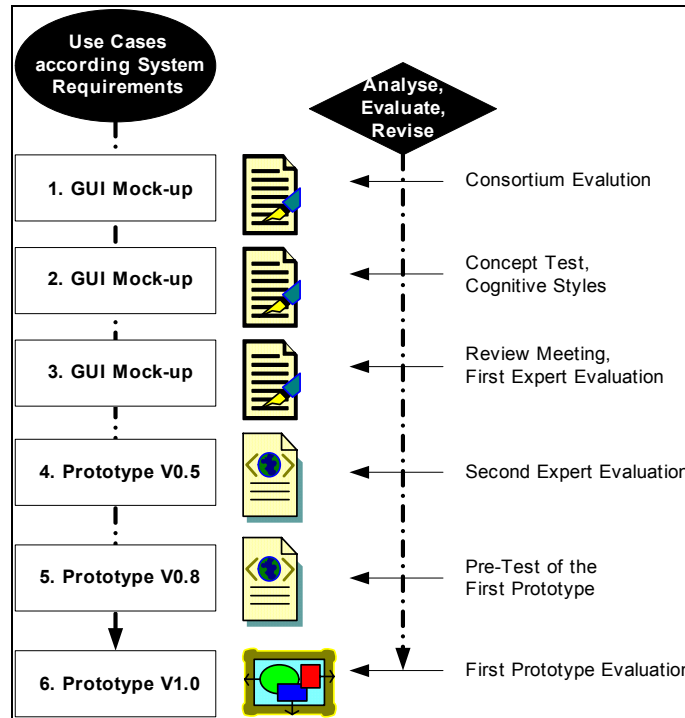 Use Cases
according System
Requirements
Analyse,
Evaluate,
Revise
1. GUI Mock-up
Consortium Evalution
2. GUI Mock-up
Concept Test,
Cognitive Styles
3. GUI Mock-up
Review Meeting,
First Expert Evaluation
4. Prototype V0.5
Second Expert Evaluation
5. Prototype V0.8
Pre-Test of the
First Prototype
6. Prototype V1.0
First Prototype Evaluation